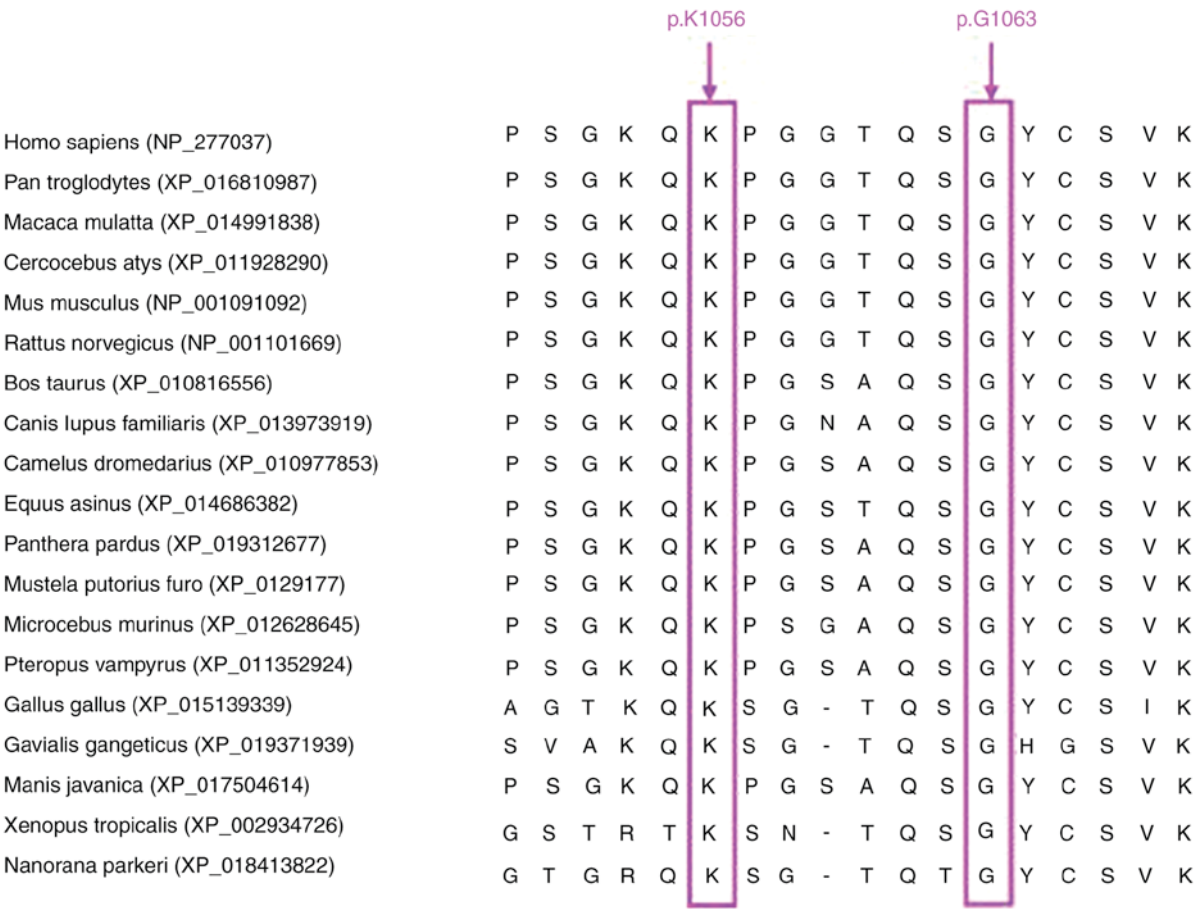 p.K1056 p.G1063
Homo sapiens (NP_277037) P S G K Q K P G G T Q S G Y C S V K
Pan troglodytes (XP_016810987) P S G K Q K P G G T Q S G Y C S V K
Macaca mulatta (XP_014991838) P S G K Q K P G G T Q S G Y C S V K
Cercocebus atys (XP_011928290) P S G K Q K P G G T Q S G Y C S V K
Mus musculus (NP_001091092) P S G K Q K P G G T Q S G Y C S V K
Rattus norvegicus (NP_001101669) P S G K Q K P G G T Q S G Y C S V K
Bos taurus (XP_010816556) P S G K Q K P G S A Q S G Y C S V K
Canis lupus familiaris (XP_013973919) P S G K Q K P G N A Q S G Y C S V K
Camelus dromedarius (XP_010977853) P S G K Q K P G S A Q S G Y C S V K
Equus asinus (XP_014686382) P S G K Q K P G S T Q S G Y C S V K
Panthera pardus (XP_019312677) P S G K Q K P G S A Q S G Y C S V K
Mustela putorius furo (XP_0129177) P S G K Q K P G S A Q S G Y C S V K
Microcebus murinus (XP_012628645) P S G K Q K P S G A Q S G Y C S V K
Pteropus vampyrus (XP_011352924) P S G K Q K P G S A Q S G Y C S V K
Gallus gallus (XP_015139339) A G T K Q K S G - T Q S G Y C S I K
Gavialis gangeticus (XP_019371939) S V A K Q K S G - T Q S G H G S V K
Manis javanica (XP_017504614) P S G K Q K P G S A Q S G Y C S V K
Xenopus tropicalis (XP_002934726) G S T R T K S N - T Q S G Y C S V K
Nanorana parkeri (XP_018413822) G T G R Q K S G - T Q T G Y C S V K